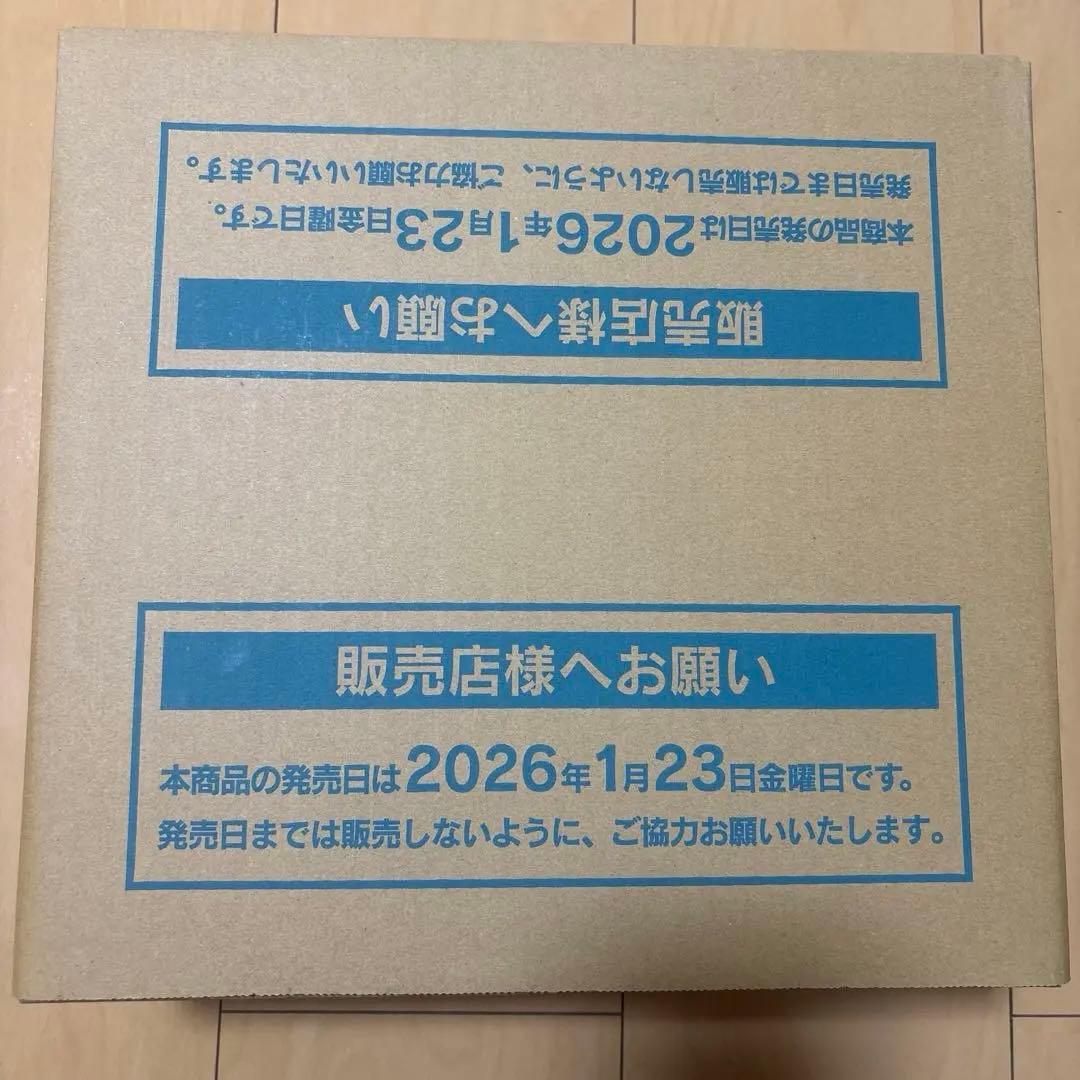 発売日までは販売しないように、ご協力お願いいたします。
本商品の発売日は2026年1月23日金曜日です。
販売店様へお願い
販売店様へお願い
本商品の発売日は2026年1月23日金曜日です。
発売日までは販売しないように、ご協力お願いいたします。